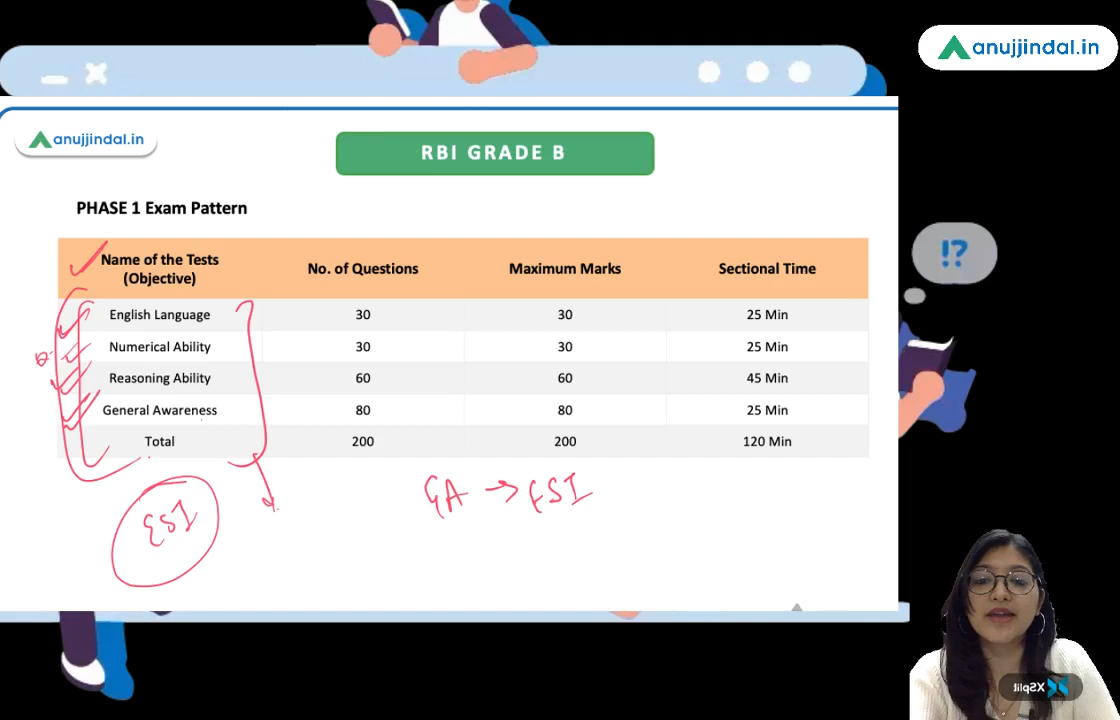 anujjindal.in
anujjindal.in
RBI GRADE B
PHASE 1 Exam Pattern
Name of the Tests (Objective) No. of Questions Maximum Marks Sectional Time
English Language 30 30 25 Min
Numerical Ability 30 30 25 Min
Reasoning Ability 60 60 45 Min
General Awareness 80 80 25 Min
Total 200 200 120 Min
GA → ESI
ESI
!?
XSplit